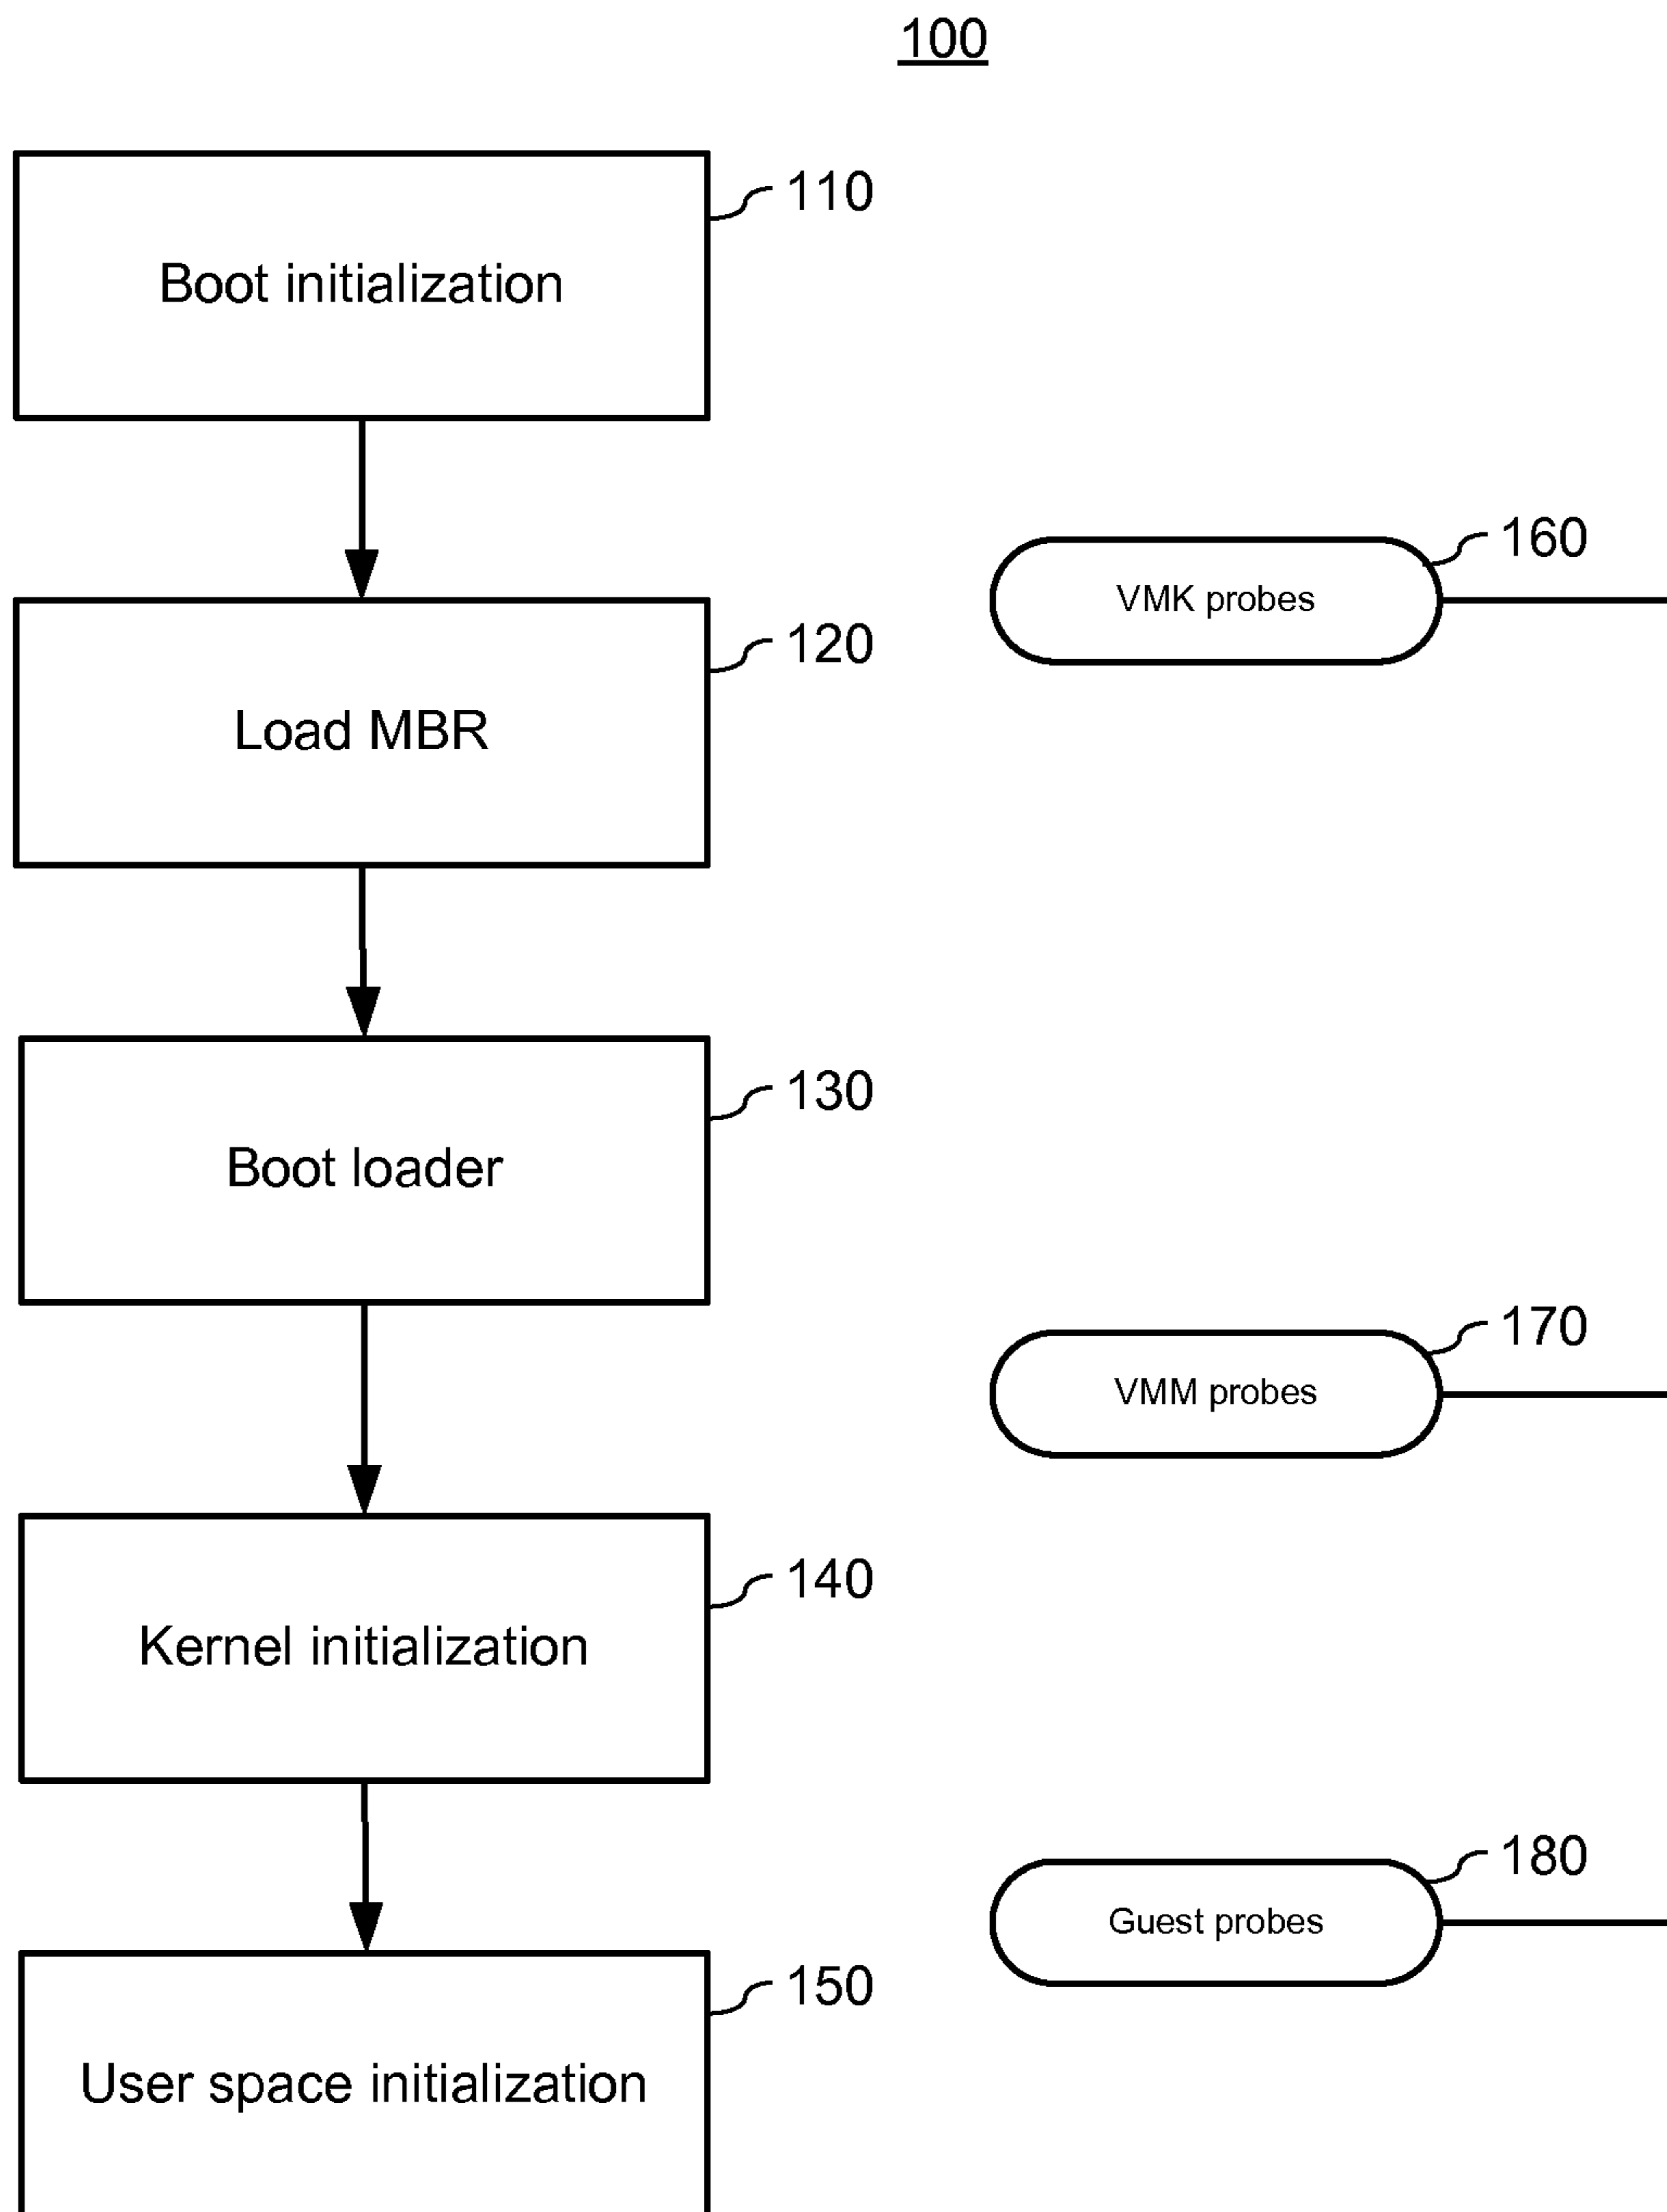 100
110
Boot initialization
160
VMK probes
120
Load MBR
130
Boot loader
170
VMM probes
140
Kernel initialization
180
Guest probes
150
User space initialization